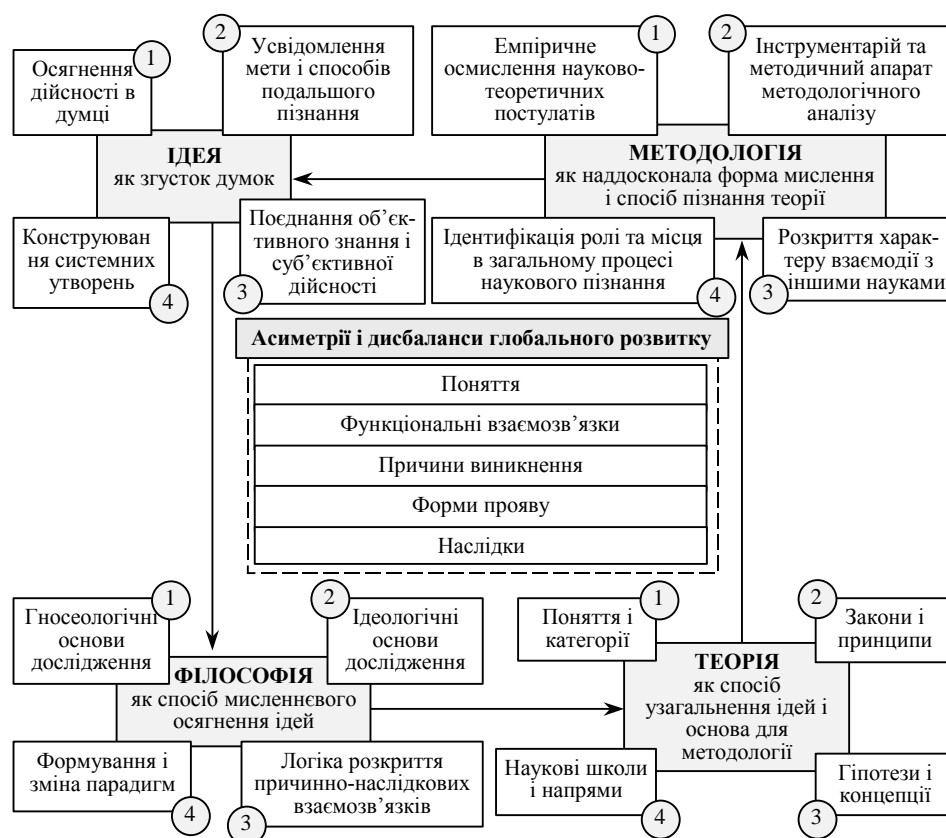 1
Осягнення
дійсності в
думці
2
Усвідомлення
мети і способів
подальшого
пізнання
ІДЕЯ
як згусток думок
Конструюван
ня системних
утворень
4
Поєднання об’єк-
тивного знання і
суб’єктивної
дійсності
3
1
Емпіричне
осмислення науково-
теоретичних
постулатів
2
Інструментарій та
методичний апарат
методологічного
аналізу
МЕТОДОЛОГІЯ
як наддосконала форма мислення
і спосіб пізнання теорії
Ідентифікація ролі та місця
в загальному процесі
наукового пізнання
4
Розкриття харак-
теру взаємодії з
іншими науками
3
Асиметрії і дисбаланси глобального розвитку
Поняття
Функціональні взаємозв’язки
Причини виникнення
Форми прояву
Наслідки
1
Гносеологічні
основи
дослідження
2
Ідеологічні
основи
дослідження
ФІЛОСОФІЯ
як спосіб мисленнєвого
осягнення ідей
Формування і
зміна парадигм
4
Логіка розкриття
причинно-наслідкових
взаємозв’язків
3
1
Поняття і
категорії
2
Закони і
принципи
ТЕОРІЯ
як спосіб
узагальнення ідей і
основа для
методології
Наукові школи
і напрями
4
Гіпотези і
концепції
3